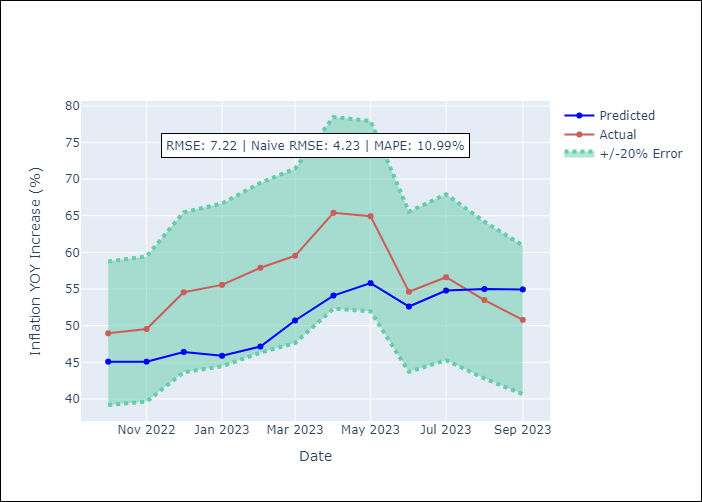 Predicted
Actual
+/-20% Error
RMSE: 7.22 | Naive RMSE: 4.23 | MAPE: 10.99%
Inflation YOY Increase (%)
80
75
70
65
60
55
50
45
40
Nov 2022 Jan 2023 Mar 2023 May 2023 Jul 2023 Sep 2023
Date